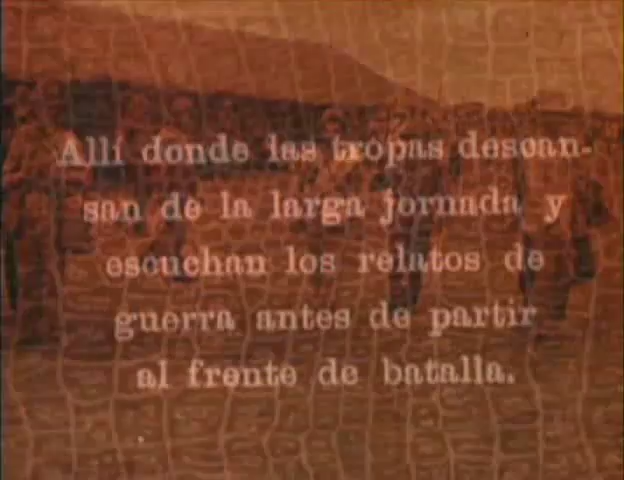 Allí donde las tropas descan-
san de la larga jornada y
escuchan los relatos de
guerra antes de partir
al frente de batalla.